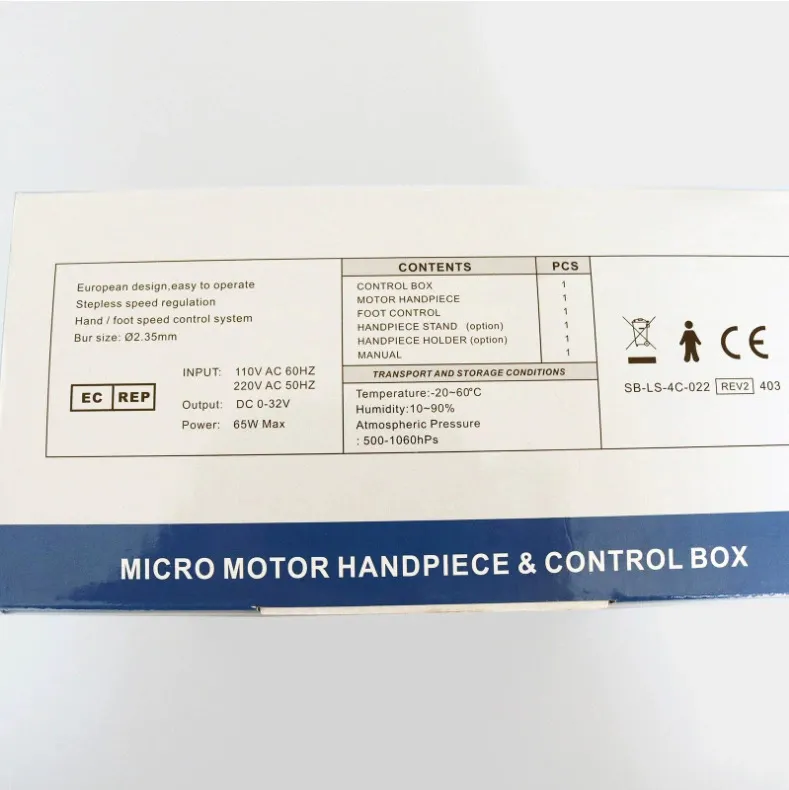 European design,easy to operate
Stepless speed regulation
Hand / foot speed control system
Bur size: Ø2.35mm
EC REP
INPUT: 110V AC 60HZ
220V AC 50HZ
Output: DC 0-32V
Power: 65W Max
CONTENTS PCS
CONTROL BOX 1
MOTOR HANDPIECE 1
FOOT CONTROL 1
HANDPIECE STAND (option) 1
HANDPIECE HOLDER (option) 1
MANUAL 1
TRANSPORT AND STORAGE CONDITIONS
Temperature:-20~60°C
Humidity:10~90%
Atmospheric Pressure
: 500-1060hPs
CE
SB-LS-4C-022 REV2 403
MICRO MOTOR HANDPIECE & CONTROL BOX